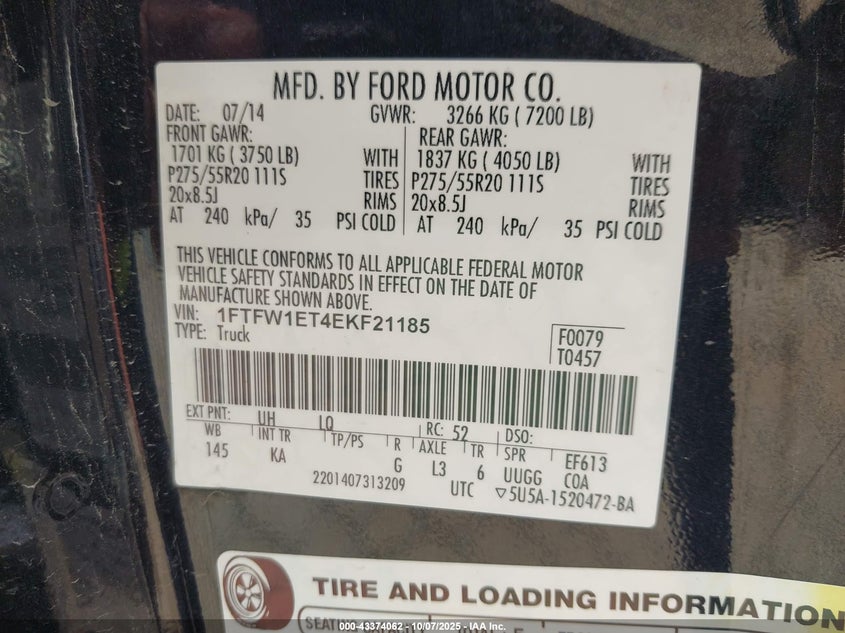 MFD. BY FORD MOTOR CO.
DATE: 07/14 GVWR: 3266 KG ( 7200 LB)
FRONT GAWR: REAR GAWR:
1701 KG ( 3750 LB) WITH 1837 KG ( 4050 LB) WITH
P275/55R20 111S TIRES P275/55R20 111S TIRES
20x8.5J RIMS 20x8.5J RIMS
AT 240 kPa/ 35 PSI COLD AT 240 kPa/ 35 PSI COLD
THIS VEHICLE CONFORMS TO ALL APPLICABLE FEDERAL MOTOR
VEHICLE SAFETY STANDARDS IN EFFECT ON THE DATE OF
MANUFACTURE SHOWN ABOVE.
VIN: 1FTFW1ET4EKF21185
TYPE: Truck
F0079
T0457
EXT PNT: UH LQ RC: 52 DSO:
WB INT TR TP/PS R AXLE TR SPR EF613
145 KA G L3 6 UUGG COA
2201407313209 UTC ▽5U5A-1520472-BA
TIRE AND LOADING INFORMATION
SEAT
000-43374062 - 10/07/2025 - IAA Inc.